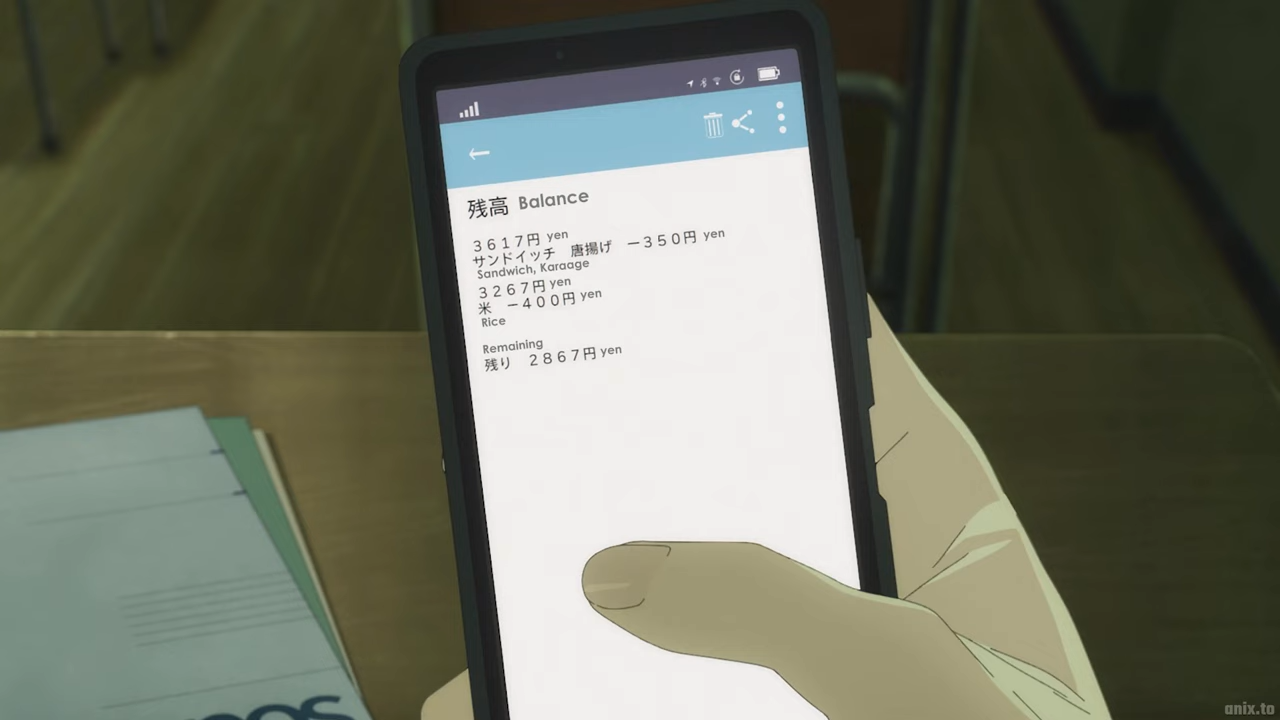 残高 Balance
３６１７円 yen
サンドイッチ　唐揚げ　－３５０円 yen
Sandwich, Karaage
３２６７円 yen
米　－４００円 yen
Rice
Remaining
残り　２８６７円 yen
anix.to